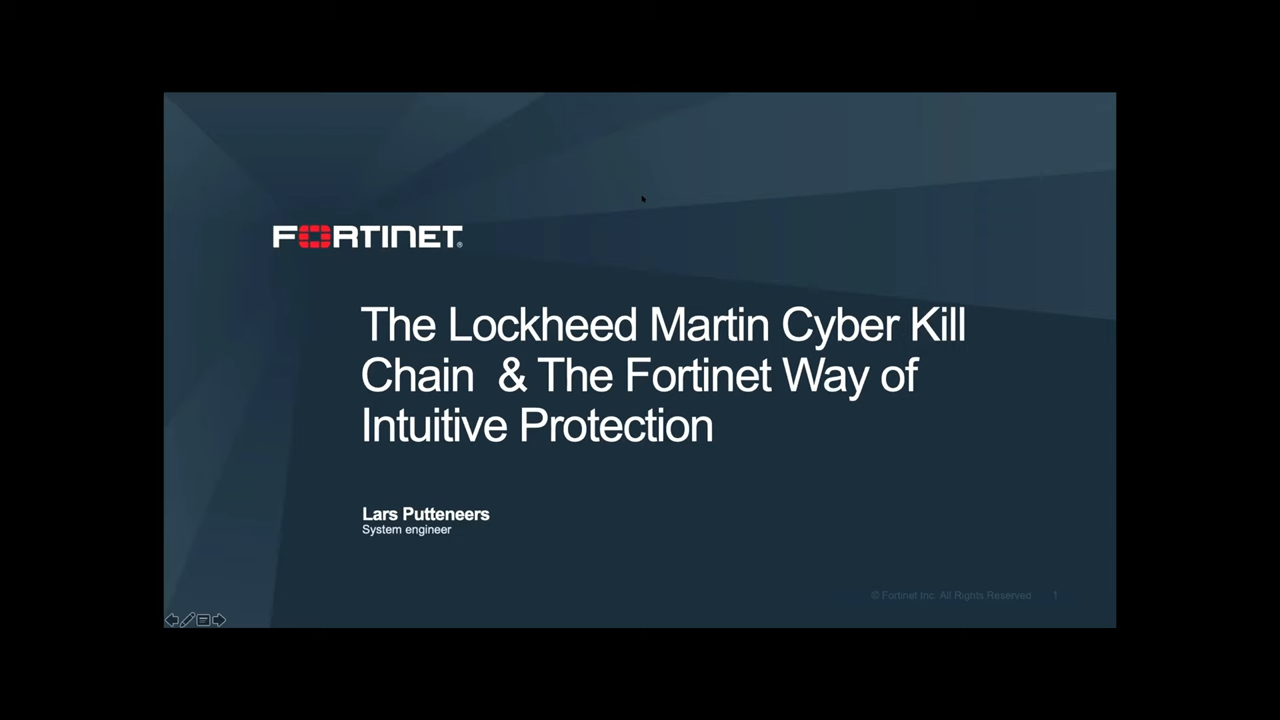 FORTINET®
The Lockheed Martin Cyber Kill
Chain & The Fortinet Way of
Intuitive Protection
Lars Putteneers
System engineer
© Fortinet Inc. All Rights Reserved 1